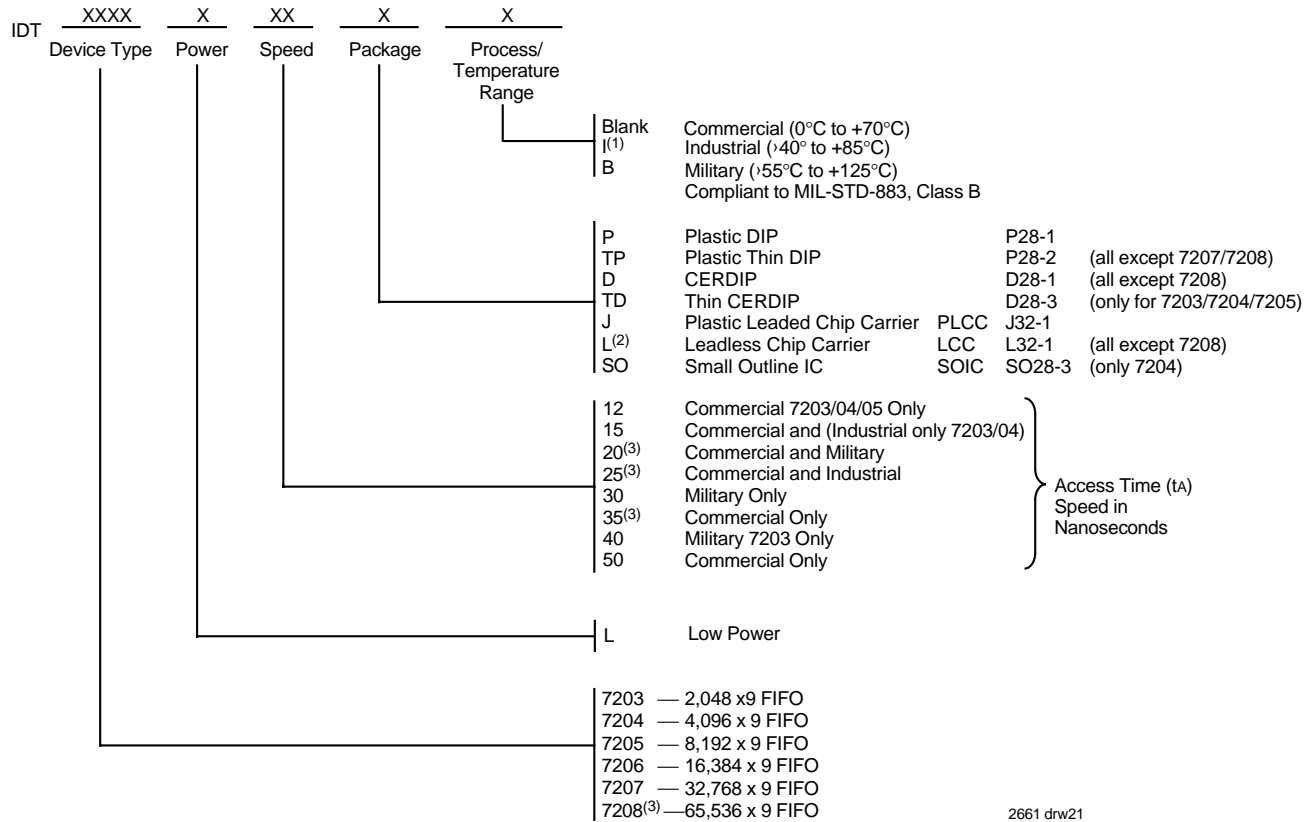 IDT XXXX X XX X X
Device Type Power Speed Package Process/
Temperature
Range
Blank Commercial (0°C to +70°C)
I(1) Industrial (›40° to +85°C)
B Military (›55°C to +125°C)
Compliant to MIL-STD-883, Class B
P Plastic DIP P28-1
TP Plastic Thin DIP P28-2 (all except 7207/7208)
D CERDIP D28-1 (all except 7208)
TD Thin CERDIP D28-3 (only for 7203/7204/7205)
J Plastic Leaded Chip Carrier PLCC J32-1
L(2) Leadless Chip Carrier LCC L32-1 (all except 7208)
SO Small Outline IC SOIC SO28-3 (only 7204)
12 Commercial 7203/04/05 Only
15 Commercial and (Industrial only 7203/04)
20(3) Commercial and Military
25(3) Commercial and Industrial
30 Military Only
35(3) Commercial Only
40 Military 7203 Only
50 Commercial Only
Access Time (tA)
Speed in
Nanoseconds
L Low Power
7203 — 2,048 x9 FIFO
7204 — 4,096 x 9 FIFO
7205 — 8,192 x 9 FIFO
7206 — 16,384 x 9 FIFO
7207 — 32,768 x 9 FIFO
7208(3) — 65,536 x 9 FIFO
2661 drw21